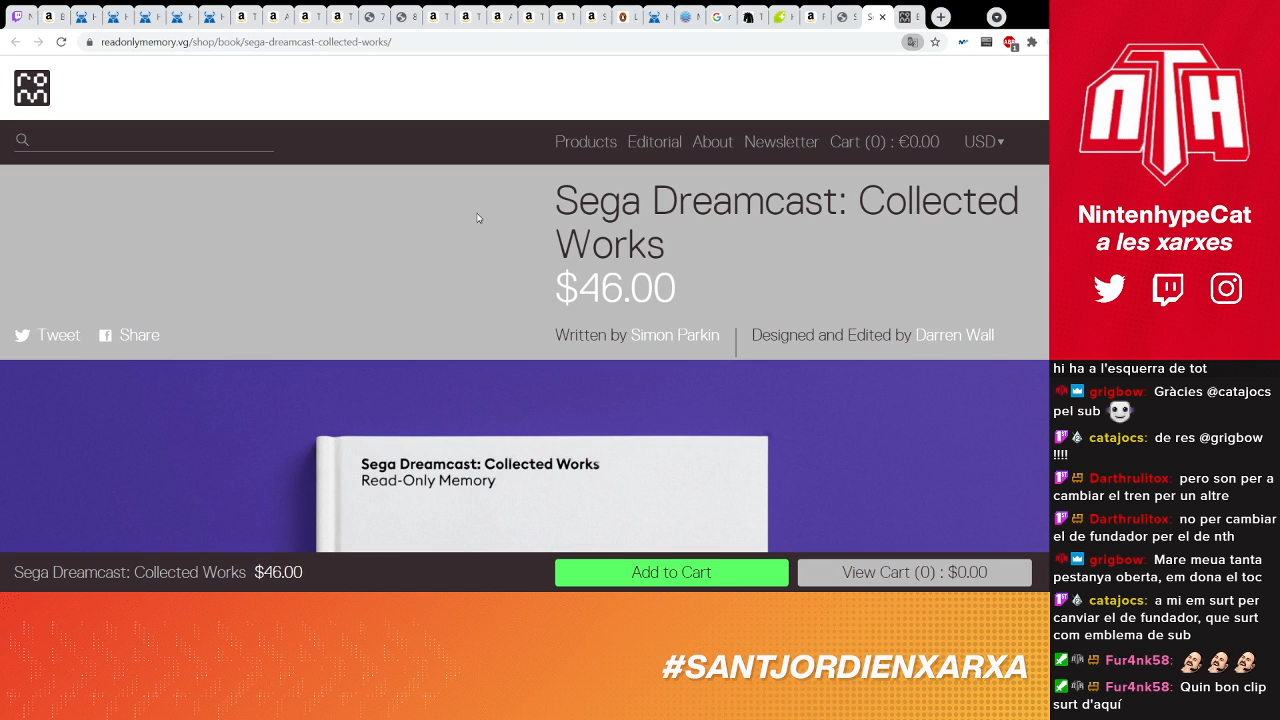 readonlymemory.vg/shop/book/sega-dreamcast-collected-works/
rom
Products Editorial About Newsletter Cart (0) : €0.00 USD▾
Sega Dreamcast: Collected
Works
$46.00
Tweet Share
Written by Simon Parkin | Designed and Edited by Darren Wall
Sega Dreamcast: Collected Works
Read-Only Memory
Sega Dreamcast: Collected Works $46.00
Add to Cart
View Cart (0) : $0.00
#SANTJORDIENXARXA
NTH
NintenhypeCat
a les xarxes
hi ha a l'esquerra de tot
grigbow: Gràcies @catajocs
pel sub
catajocs: de res @grigbow
!!!!
Darthrulitox: pero son per a
cambiar el tren per un altre
Darthrulitox: no per cambiar
el de fundador per el de nth
grigbow: Mare meua tanta
pestanya oberta, em dona el toc
catajocs: a mi em surt per
canviar el de fundador, que surt
com emblema de sub
Fur4nk58:
Fur4nk58: Quin bon clip
surt d'aquí